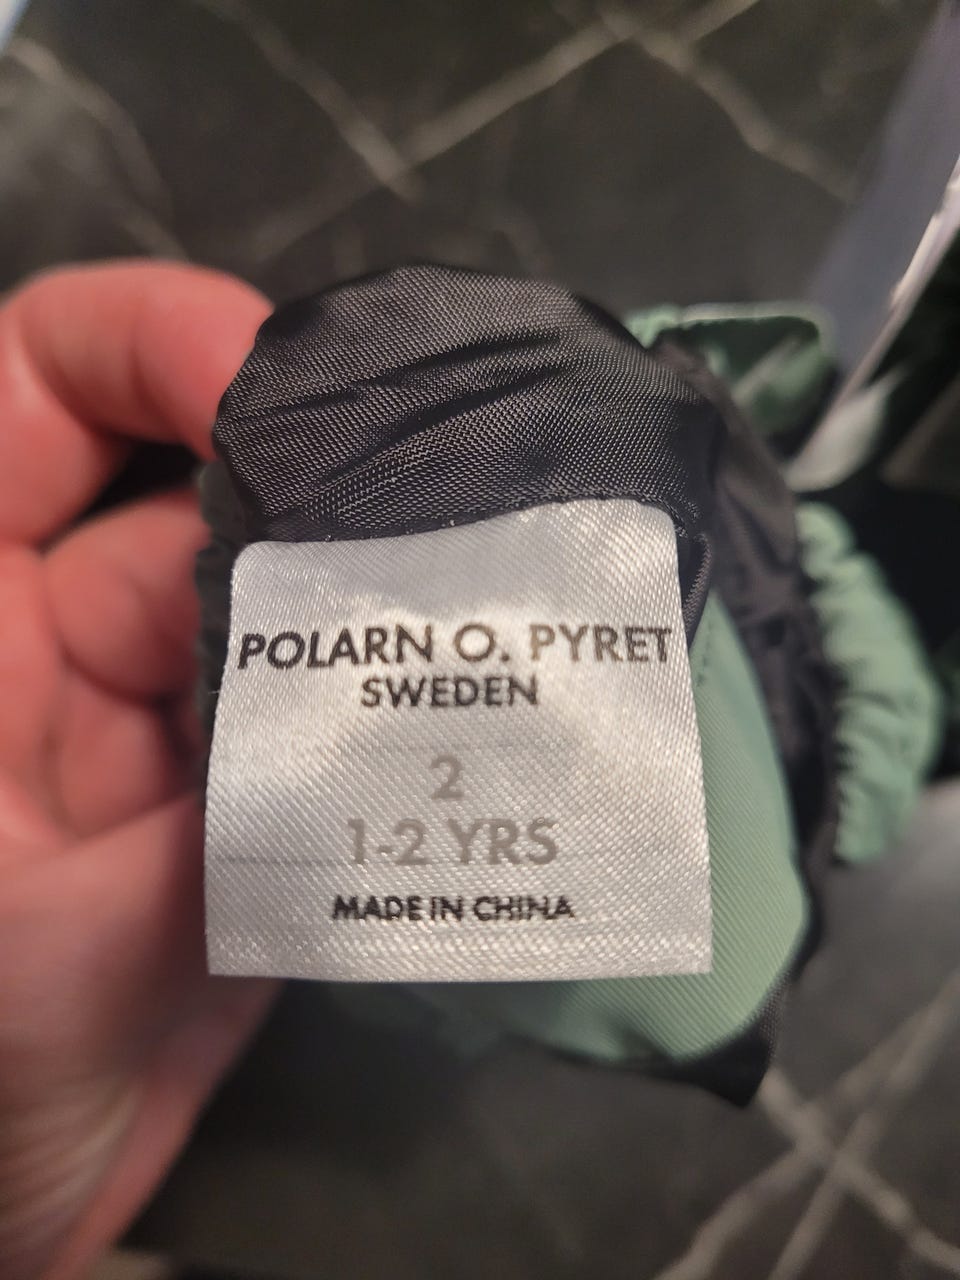 POLARN O. PYRET
SWEDEN
2
1-2 YRS
MADE IN CHINA